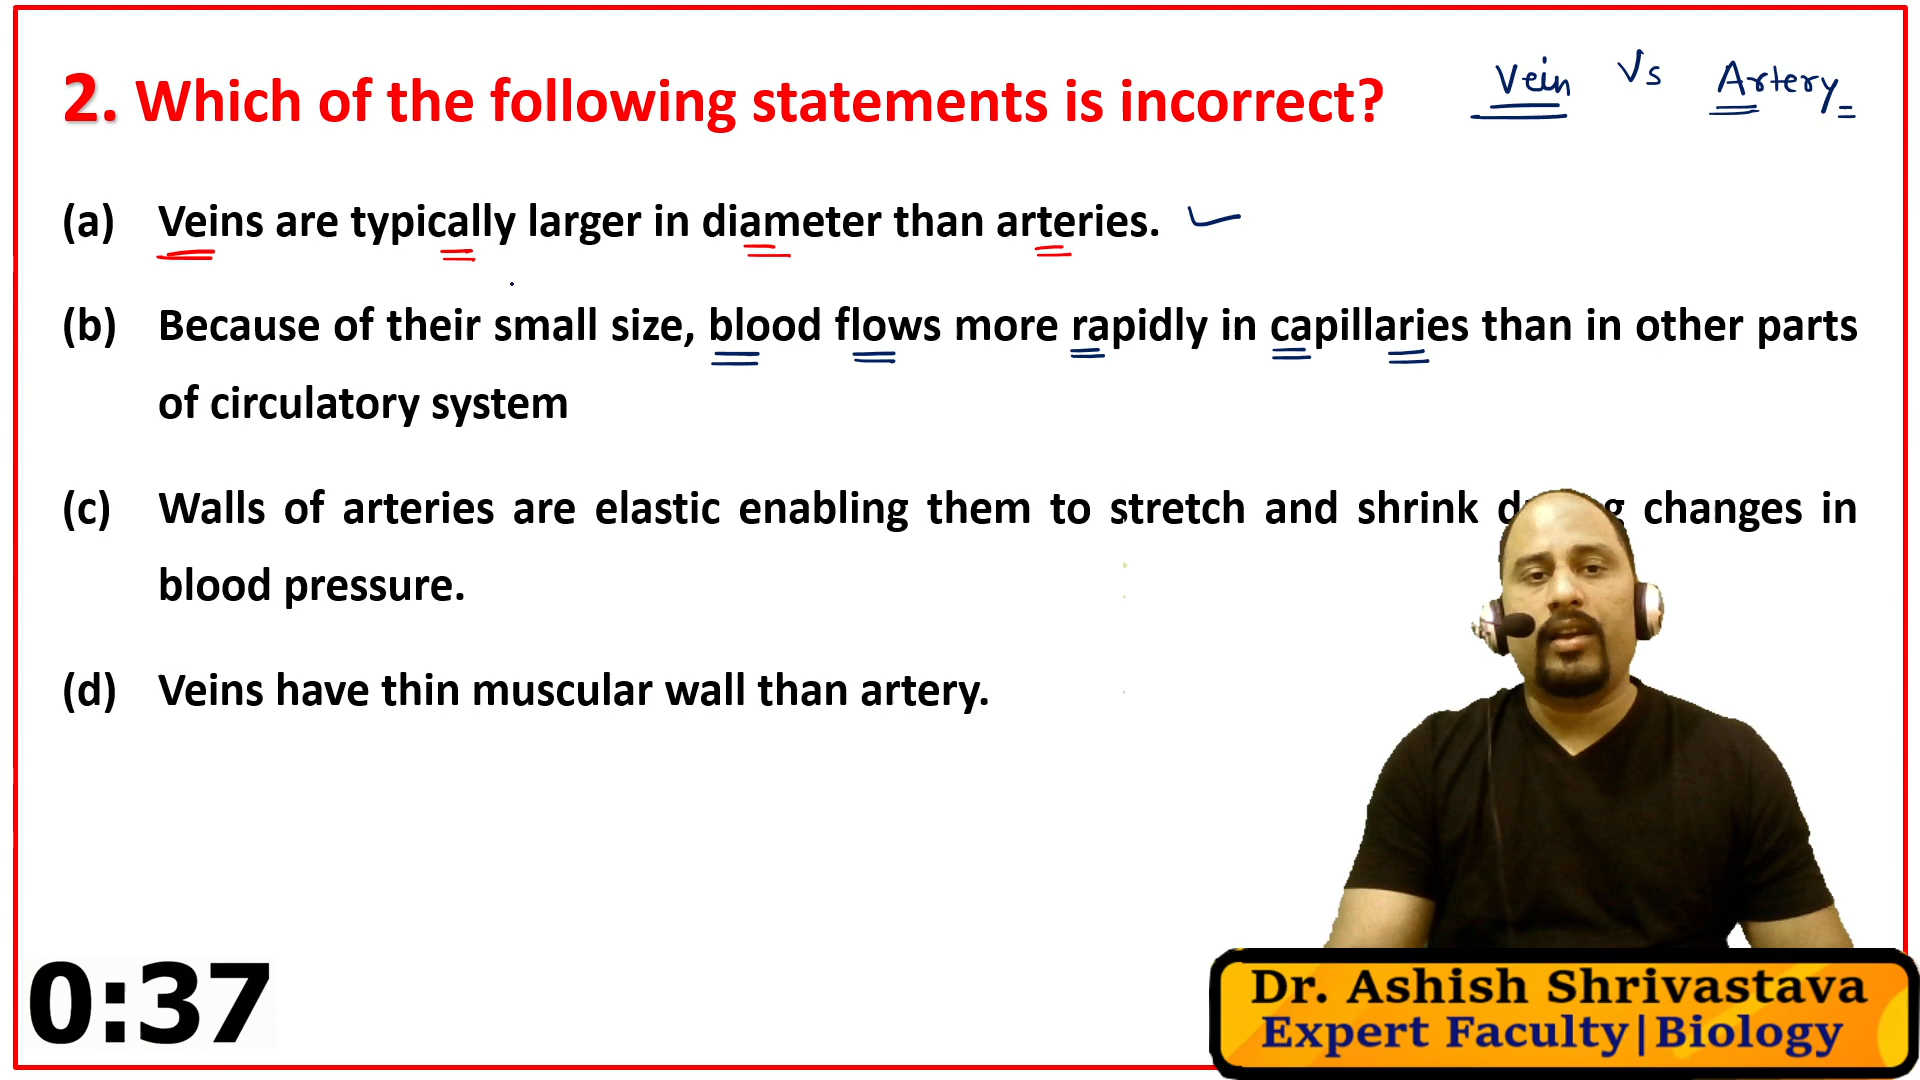 2. Which of the following statements is incorrect?
Vein Vs Artery
(a) Veins are typically larger in diameter than arteries.
(b) Because of their small size, blood flows more rapidly in capillaries than in other parts
of circulatory system
(c) Walls of arteries are elastic enabling them to stretch and shrink changes in
blood pressure.
(d) Veins have thin muscular wall than artery.
0:37
Dr. Ashish Shrivastava
Expert Faculty|Biology